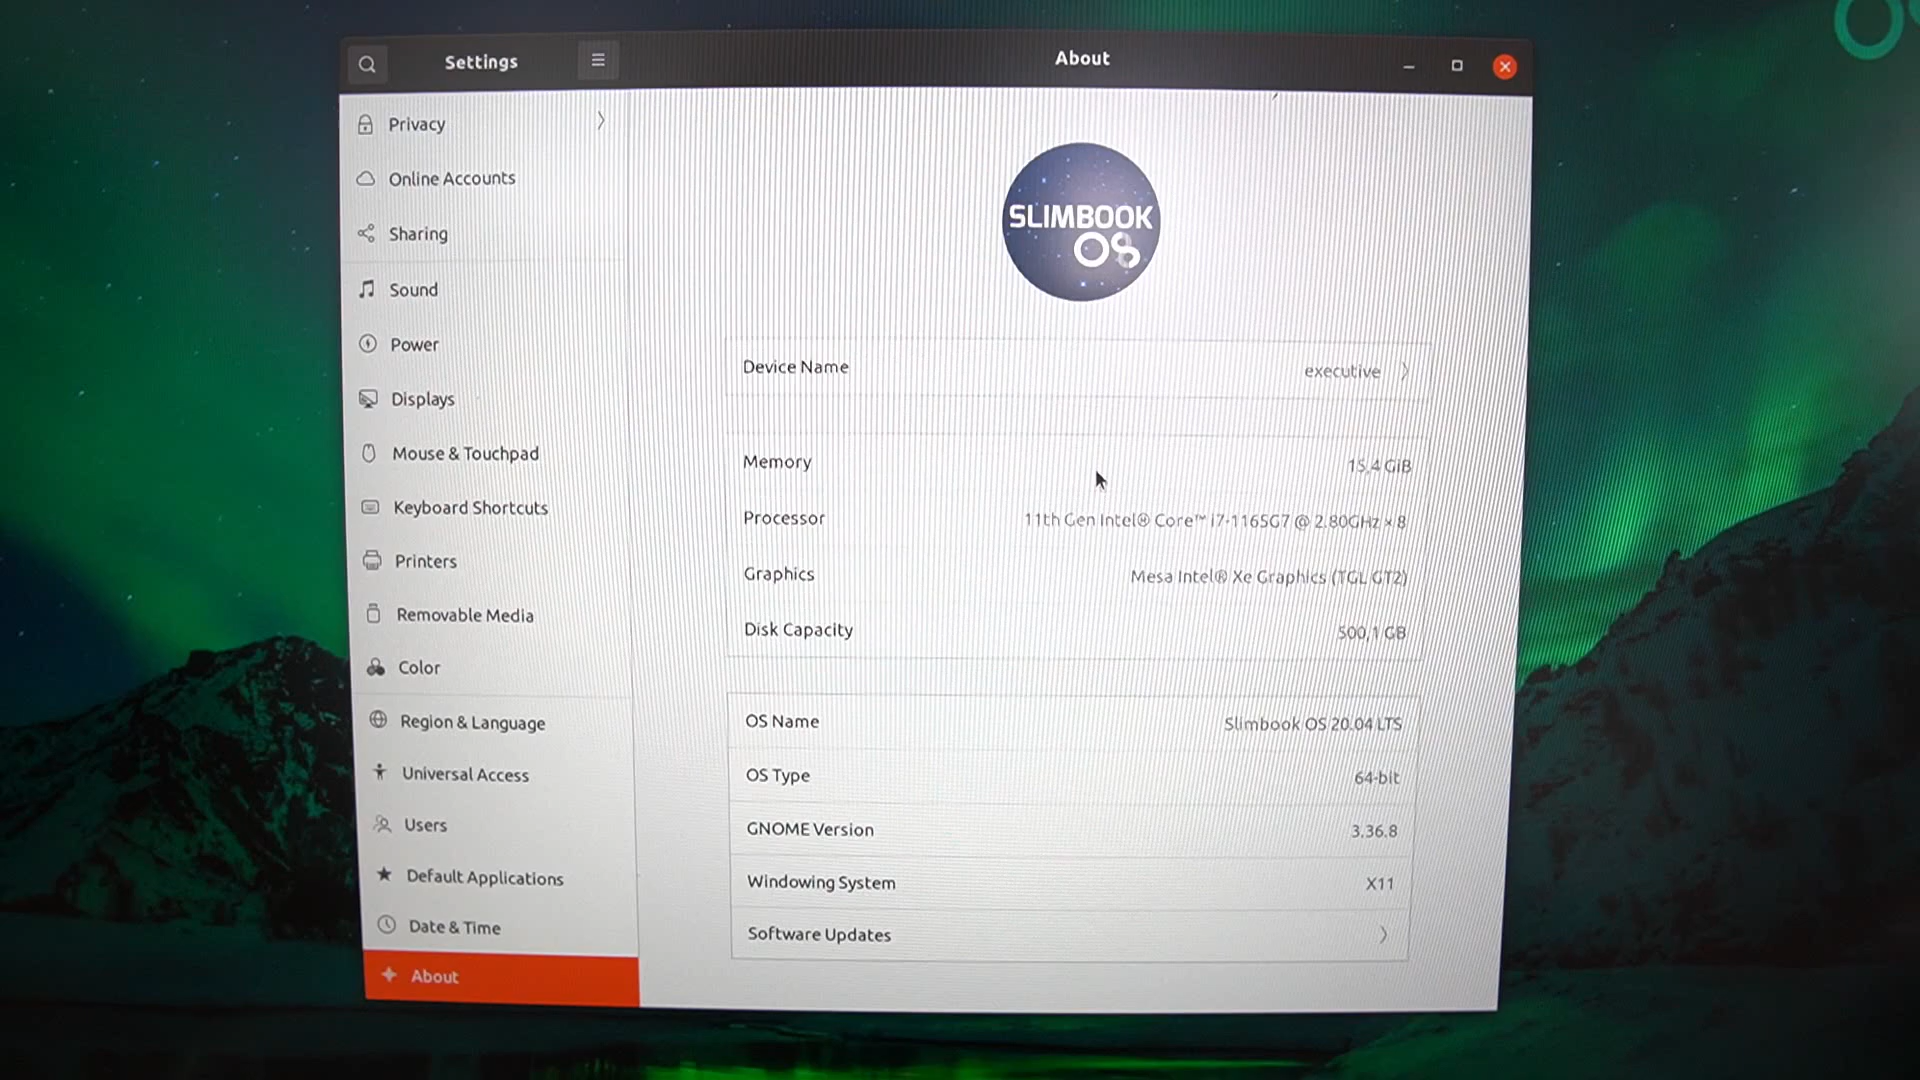 Settings
About
Privacy
Online Accounts
Sharing
Sound
Power
Displays
Mouse & Touchpad
Keyboard Shortcuts
Printers
Removable Media
Color
Region & Language
Universal Access
Users
Default Applications
Date & Time
About
SLIMBOOK
OS
Device Name executive
Memory 15,4 GiB
Processor 11th Gen Intel® Core™ i7-1165G7 @ 2.80GHz × 8
Graphics Mesa Intel® Xe Graphics (TGL GT2)
Disk Capacity 500,1 GB
OS Name Slimbook OS 20.04 LTS
OS Type 64-bit
GNOME Version 3.36.8
Windowing System X11
Software Updates